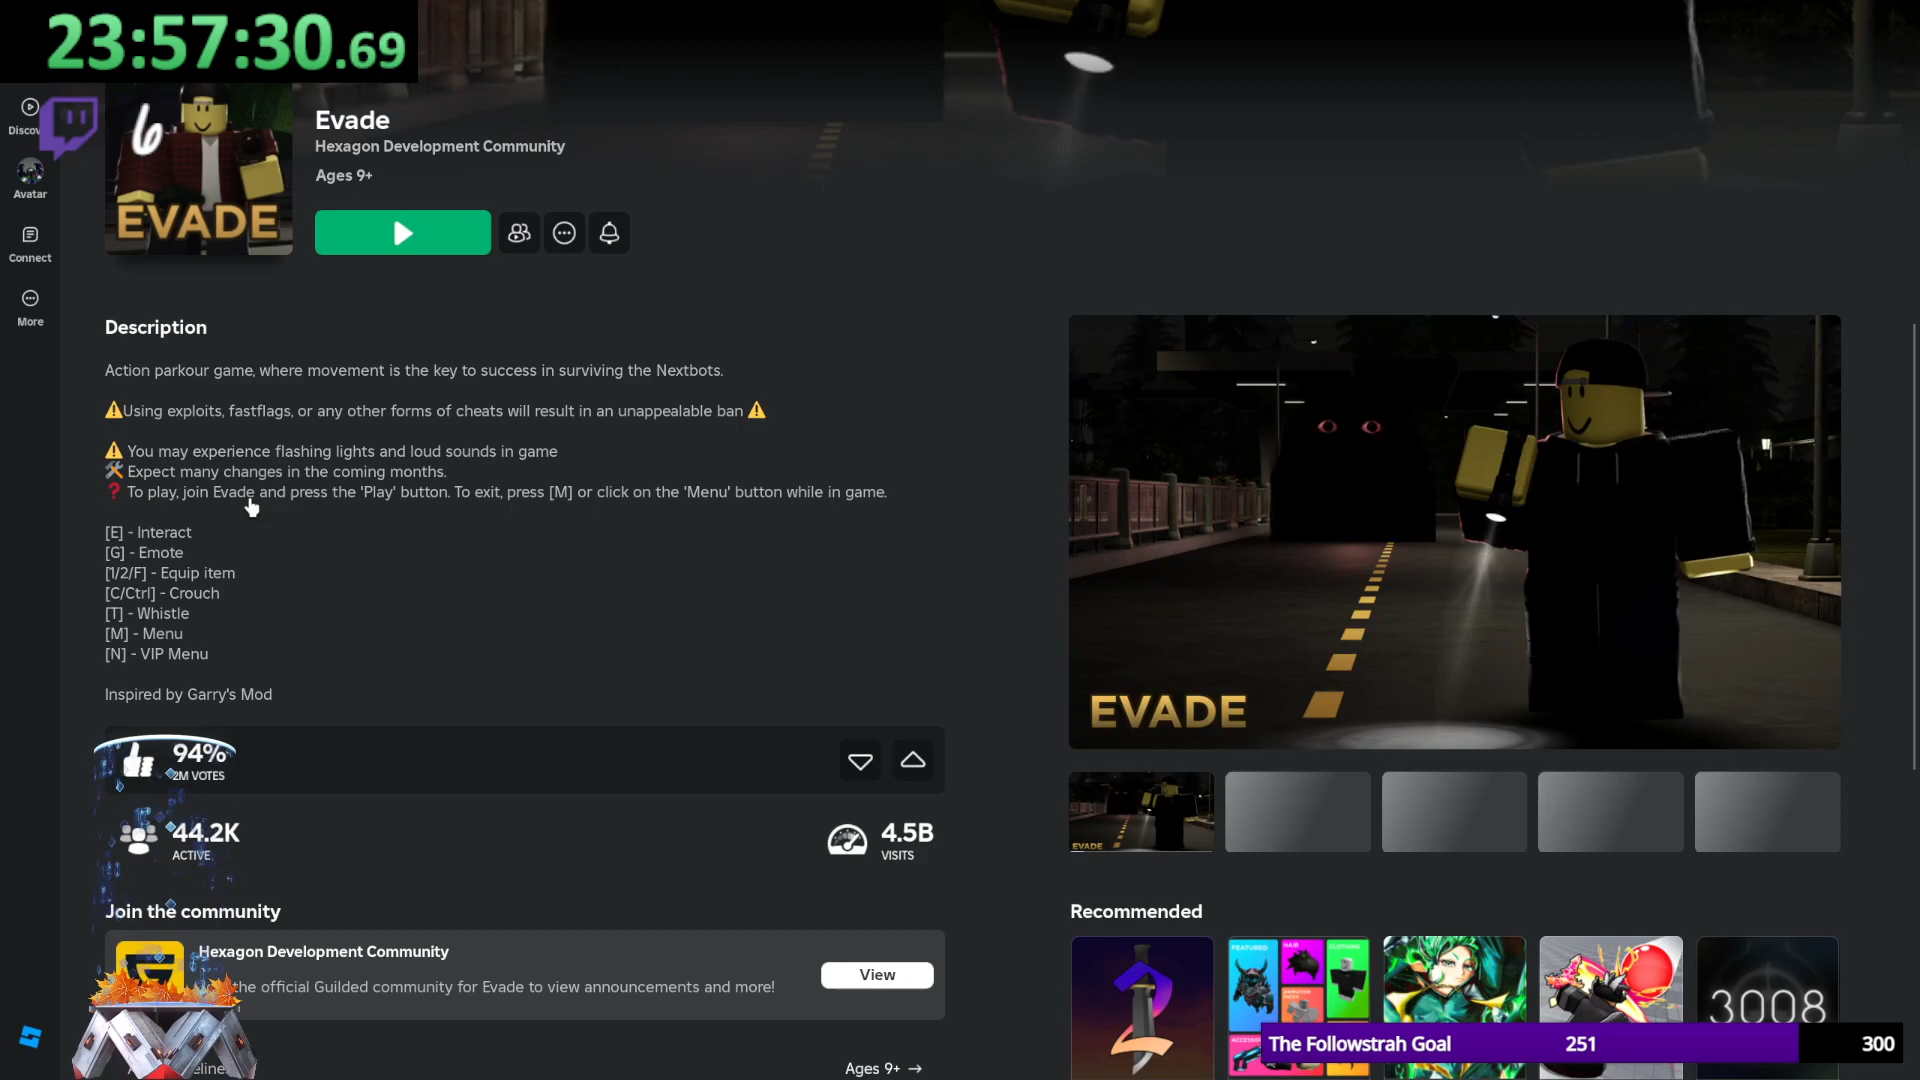 23:57:30.69
Discov
Avatar
Connect
More
6
EVADE
Evade
Hexagon Development Community
Ages 9+
Description
Action parkour game, where movement is the key to success in surviving the Nextbots.
⚠️Using exploits, fastflags, or any other forms of cheats will result in an unappealable ban ⚠️
⚠️ You may experience flashing lights and loud sounds in game
🛠️ Expect many changes in the coming months.
❓ To play, join Evade and press the 'Play' button. To exit, press [M] or click on the 'Menu' button while in game.
[E] - Interact
[G] - Emote
[1/2/F] - Equip item
[C/Ctrl] - Crouch
[T] - Whistle
[M] - Menu
[N] - VIP Menu
Inspired by Garry's Mod
94%
2M VOTES
44.2K
ACTIVE
4.5B
VISITS
Join the community
Hexagon Development Community
the official Guilded community for Evade to view announcements and more!
View
Ages 9+ →
EVADE
EVADE
Recommended
FEATURED
HAIR
CLOTHING
3008
The Followstrah Goal 251 300